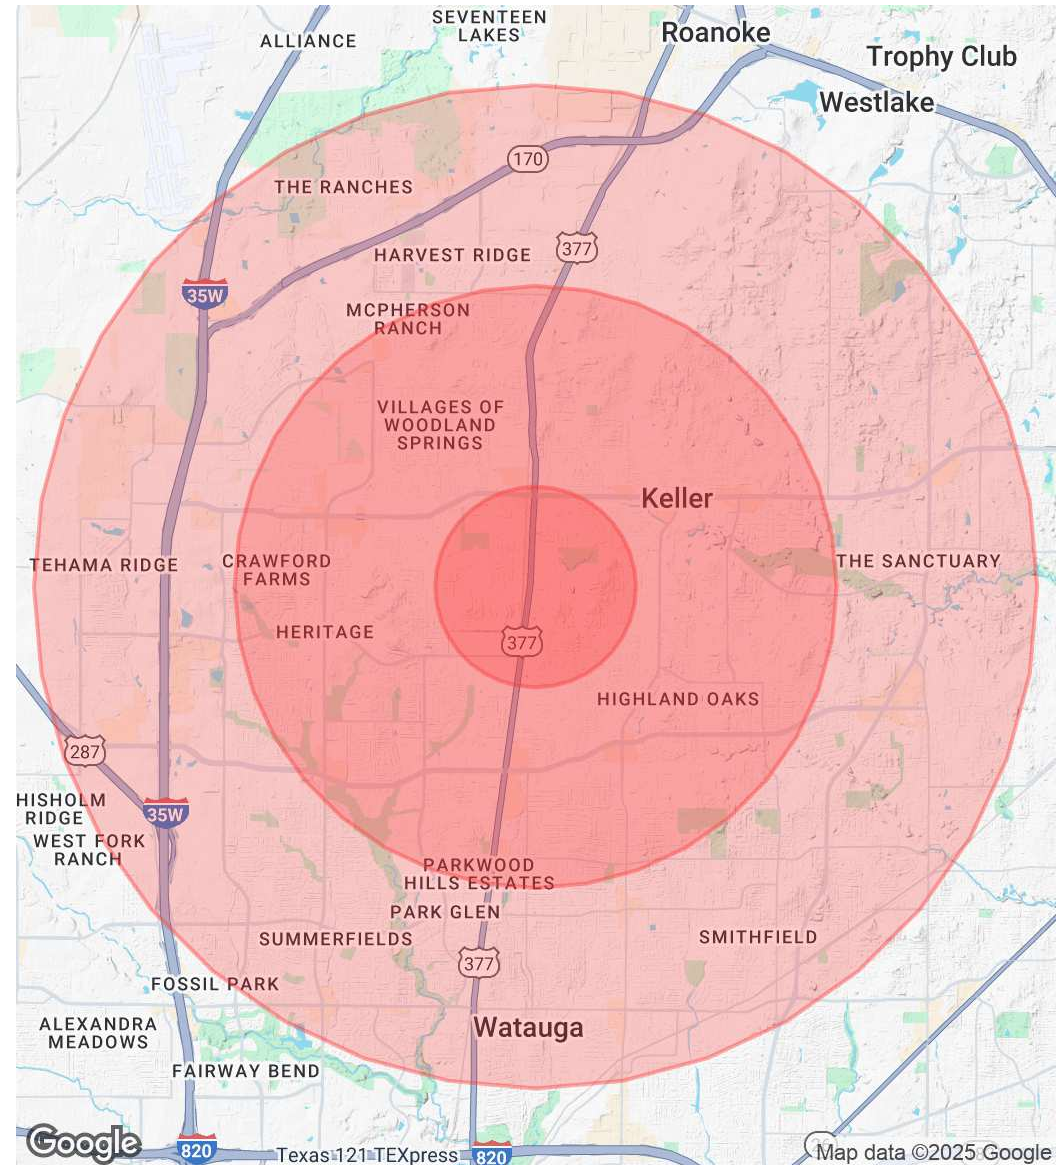 SEVENTEEN
LAKES
ALLIANCE
Roanoke
Trophy Club
Westlake
170
THE RANCHES
377
HARVEST RIDGE
35W
MCPHERSON
RANCH
VILLAGES OF
WOODLAND
SPRINGS
Keller
TEHAMA RIDGE
CRAWFORD
FARMS
THE SANCTUARY
HERITAGE
377
HIGHLAND OAKS
287
HISHOLM
RIDGE
35W
WEST FORK
RANCH
PARKWOOD
HILLS ESTATES
PARK GLEN
SUMMERFIELDS
SMITHFIELD
377
FOSSIL PARK
ALEXANDRA
MEADOWS
Watauga
FAIRWAY BEND
Google
820
Texas 121 TEXpress
820
Map data ©2025 Google